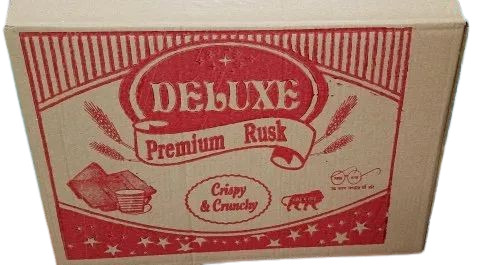 DELUXE
Premium Rusk
Crispy
& Crunchy